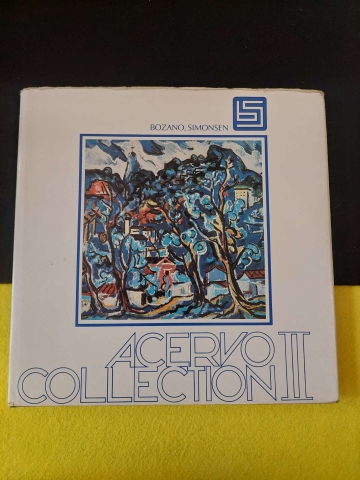 BOZANO, SIMONSEN
ACERVO
COLLECTION II